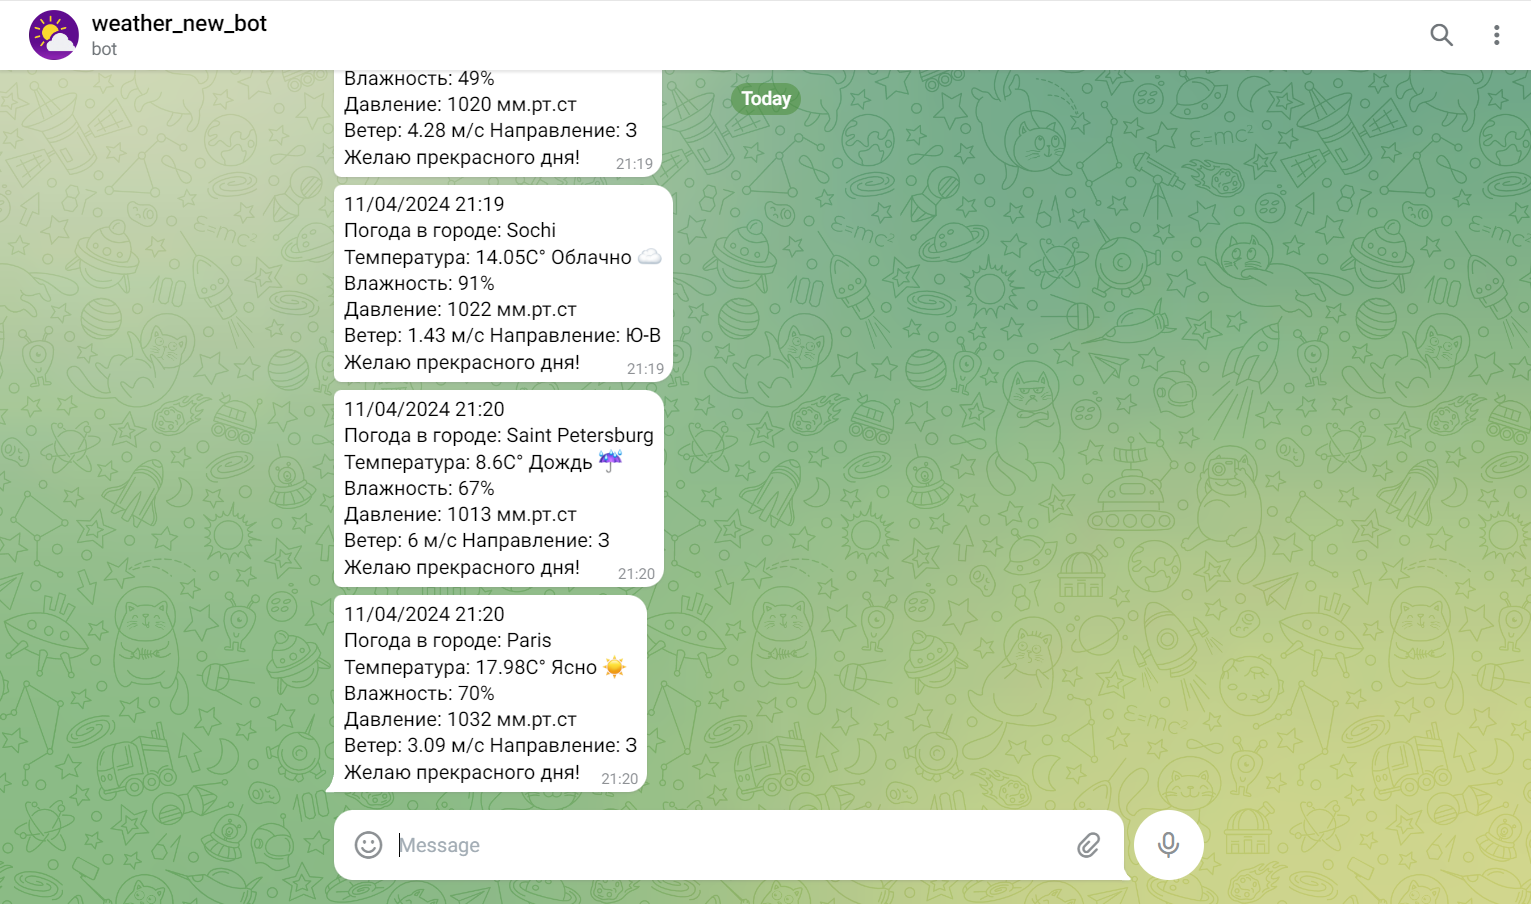 weather_new_bot
bot
Today
Влажность: 49%
Давление: 1020 мм.рт.ст
Ветер: 4.28 м/с Направление: З
Желаю прекрасного дня! 21:19
11/04/2024 21:19
Погода в городе: Sochi
Температура: 14.05C° Облачно ☁️
Влажность: 91%
Давление: 1022 мм.рт.ст
Ветер: 1.43 м/с Направление: Ю-В
Желаю прекрасного дня! 21:19
11/04/2024 21:20
Погода в городе: Saint Petersburg
Температура: 8.6C° Дождь ☔
Влажность: 67%
Давление: 1013 мм.рт.ст
Ветер: 6 м/с Направление: З
Желаю прекрасного дня! 21:20
11/04/2024 21:20
Погода в городе: Paris
Температура: 17.98C° Ясно ☀️
Влажность: 70%
Давление: 1032 мм.рт.ст
Ветер: 3.09 м/с Направление: З
Желаю прекрасного дня! 21:20
Message